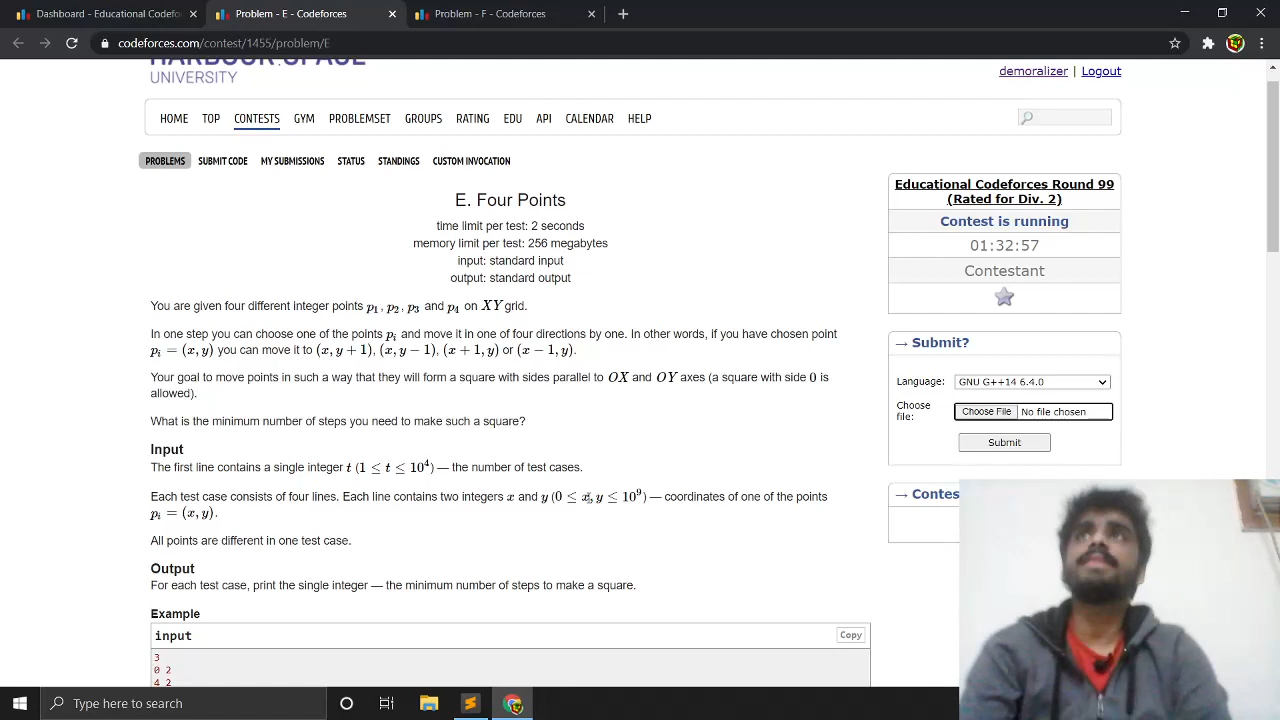 Dashboard - Educational Codefor
Problem - E - Codeforces
Problem - F - Codeforces
codeforces.com/contest/1455/problem/E
HARBOUR.SPACE
UNIVERSITY
demoralizer | Logout
HOME TOP CONTESTS GYM PROBLEMSET GROUPS RATING EDU API CALENDAR HELP
PROBLEMS SUBMIT CODE MY SUBMISSIONS STATUS STANDINGS CUSTOM INVOCATION
E. Four Points
time limit per test: 2 seconds
memory limit per test: 256 megabytes
input: standard input
output: standard output
You are given four different integer points p1, p2, p3 and p4 on XY grid.
In one step you can choose one of the points pi and move it in one of four directions by one. In other words, if you have chosen point
pi = (x, y) you can move it to (x, y + 1), (x, y − 1), (x + 1, y) or (x − 1, y).
Your goal to move points in such a way that they will form a square with sides parallel to OX and OY axes (a square with side 0 is
allowed).
What is the minimum number of steps you need to make such a square?
Input
The first line contains a single integer t (1 ≤ t ≤ 10^4) — the number of test cases.
Each test case consists of four lines. Each line contains two integers x and y (0 ≤ x, y ≤ 10^9) — coordinates of one of the points
pi = (x, y).
All points are different in one test case.
Output
For each test case, print the single integer — the minimum number of steps to make a square.
Example
input
Copy
3
0 2
4 2
Educational Codeforces Round 99
(Rated for Div. 2)
Contest is running
01:32:57
Contestant
→ Submit?
Language: GNU G++14 6.4.0
Choose
file: Choose File No file chosen
Submit
→ Contes
Type here to search